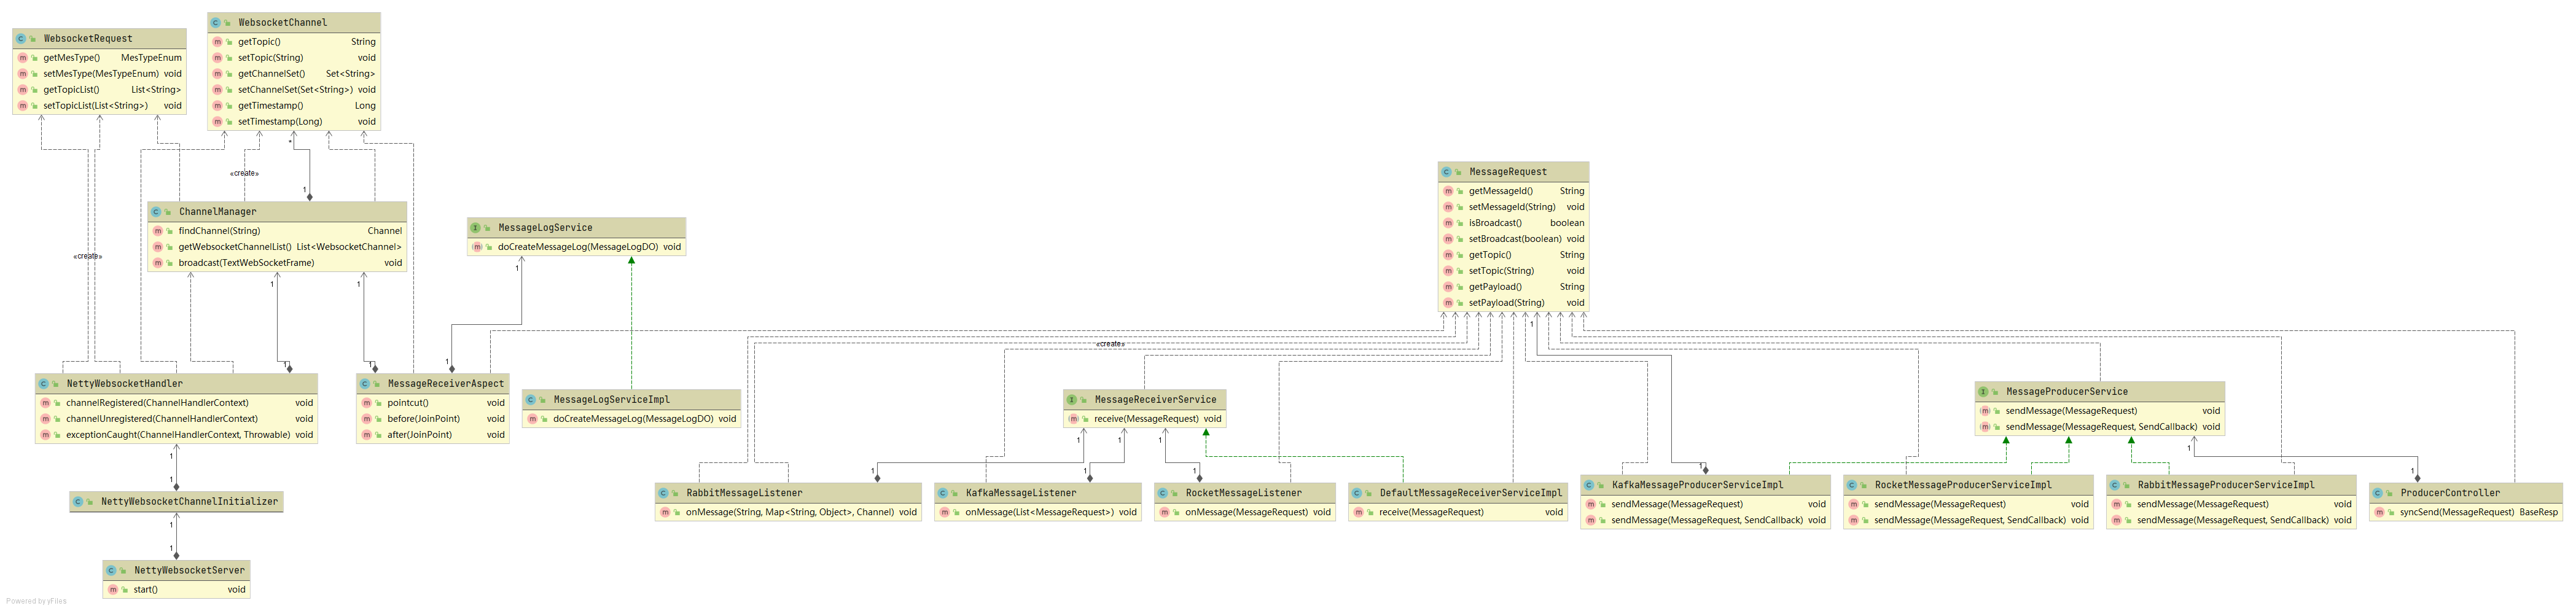 WebsocketRequest
getMesType() MesTypeEnum
setMesType(MesTypeEnum) void
getTopicList() List<String>
setTopicList(List<String>) void
WebsocketChannel
getTopic() String
setTopic(String) void
getChannelSet() Set<String>
setChannelSet(Set<String>) void
getTimestamp() Long
setTimestamp(Long) void
*
«create»
1
ChannelManager
findChannel(String) Channel
getWebsocketChannelList() List<WebsocketChannel>
broadcast(TextWebSocketFrame) void
«create»
1
1
MessageLogService
doCreateMessageLog(MessageLogDO) void
1
MessageRequest
getMessageId() String
setMessageId(String) void
isBroadcast() boolean
setBroadcast(boolean) void
getTopic() String
setTopic(String) void
getPayload() String
setPayload(String) void
1
«create»
1
1
1
NettyWebsocketHandler
channelRegistered(ChannelHandlerContext) void
channelUnregistered(ChannelHandlerContext) void
exceptionCaught(ChannelHandlerContext, Throwable) void
MessageReceiverAspect
pointcut() void
before(JoinPoint) void
after(JoinPoint) void
MessageLogServiceImpl
doCreateMessageLog(MessageLogDO) void
MessageReceiverService
receive(MessageRequest) void
MessageProducerService
sendMessage(MessageRequest) void
sendMessage(MessageRequest, SendCallback) void
1
1
1
1
1
1
1
1
1
1
1
NettyWebsocketChannelInitializer
RabbitMessageListener
onMessage(String, Map<String, Object>, Channel) void
KafkaMessageListener
onMessage(List<MessageRequest>) void
RocketMessageListener
onMessage(MessageRequest) void
DefaultMessageReceiverServiceImpl
receive(MessageRequest) void
KafkaMessageProducerServiceImpl
sendMessage(MessageRequest) void
sendMessage(MessageRequest, SendCallback) void
RocketMessageProducerServiceImpl
sendMessage(MessageRequest) void
sendMessage(MessageRequest, SendCallback) void
RabbitMessageProducerServiceImpl
sendMessage(MessageRequest) void
sendMessage(MessageRequest, SendCallback) void
ProducerController
syncSend(MessageRequest) BaseResp
1
1
NettyWebsocketServer
start() void
Powered by yFiles